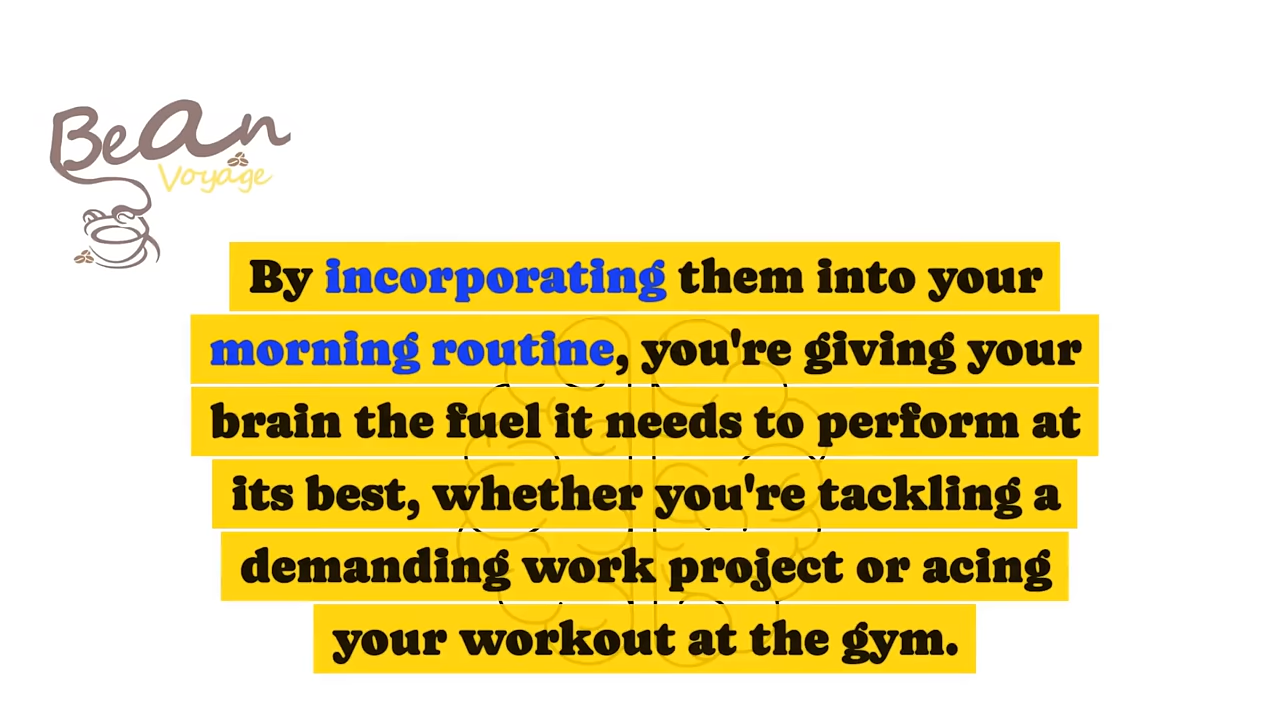 Bean
Voyage
By incorporating them into your
morning routine, you're giving your
brain the fuel it needs to perform at
its best, whether you're tackling a
demanding work project or acing
your workout at the gym.